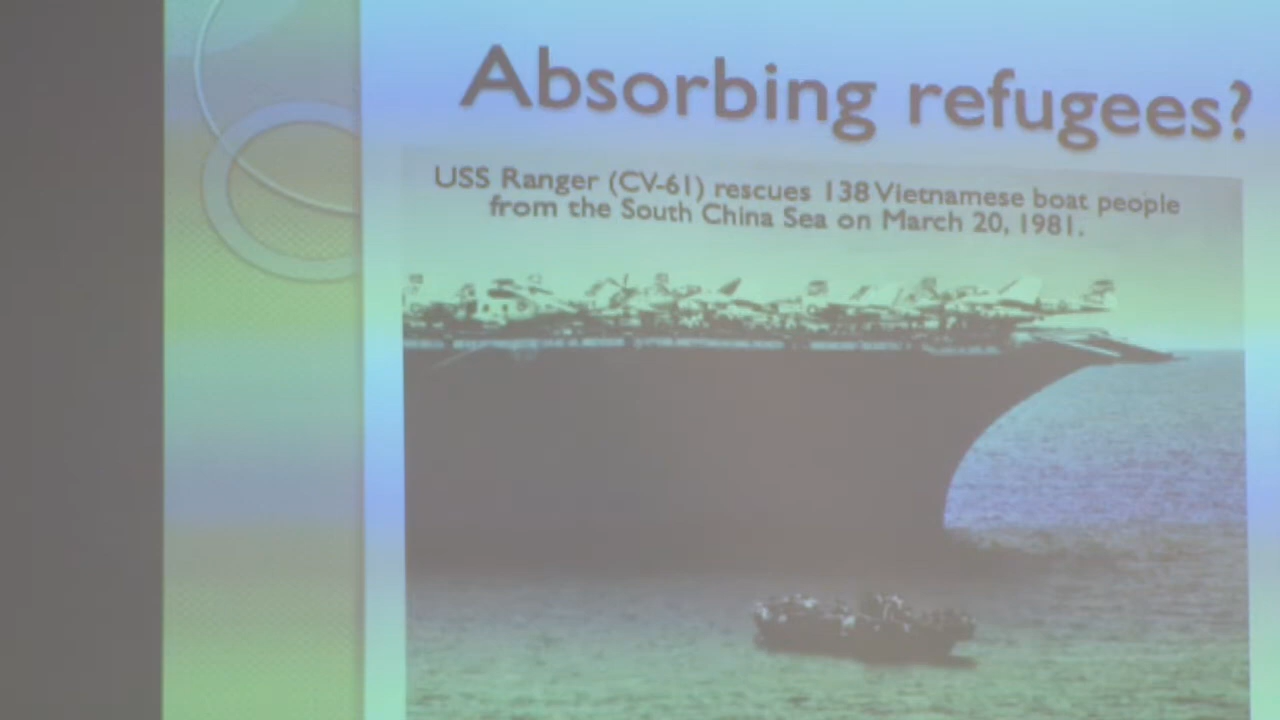 Absorbing refugees?
USS Ranger (CV-61) rescues 138 Vietnamese boat people
from the South China Sea on March 20, 1981.